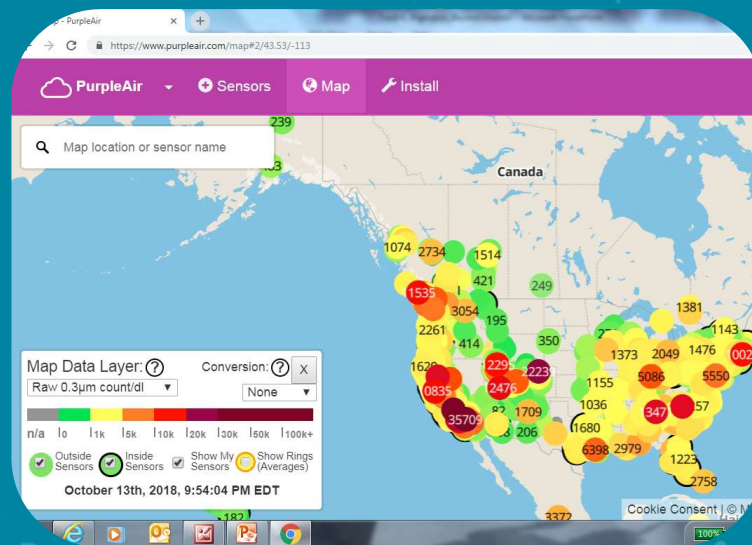 PurpleAir
https://www.purpleair.com/map#2/43.53/-113
PurpleAir Sensors Map Install
239
Map location or sensor name
Canada
1074 2734 1514
421
249
1535
3054
195
1381
2261
414
350
1143
1373 2049 1476
22239
5086
5550
2476
1155
0835
1036
1709
347
57
35709
82
1680
206
6398 2979
1223
2758
182
3372
Map Data Layer: ? Conversion: ? X
Raw 0.3µm count/dl None
n/a 0 1k 5k 10k 20k 30k 50k 100k+
Outside Sensors
Inside Sensors
Show My Sensors
Show Rings (Averages)
October 13th, 2018, 9:54:04 PM EDT
Cookie Consent | ©
100%